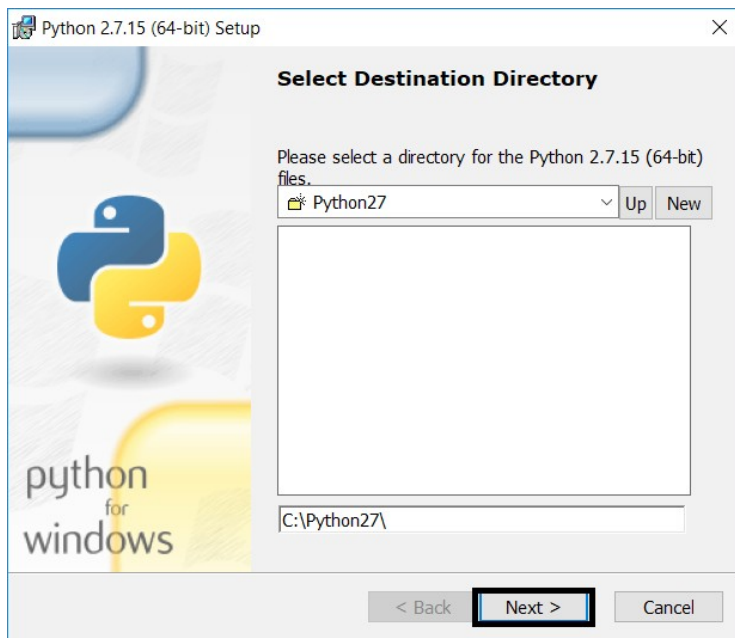 Python 2.7.15 (64-bit) Setup
Select Destination Directory
Please select a directory for the Python 2.7.15 (64-bit)
files.
Python27
Up
New
C:\Python27\
python
for
windows
< Back
Next >
Cancel